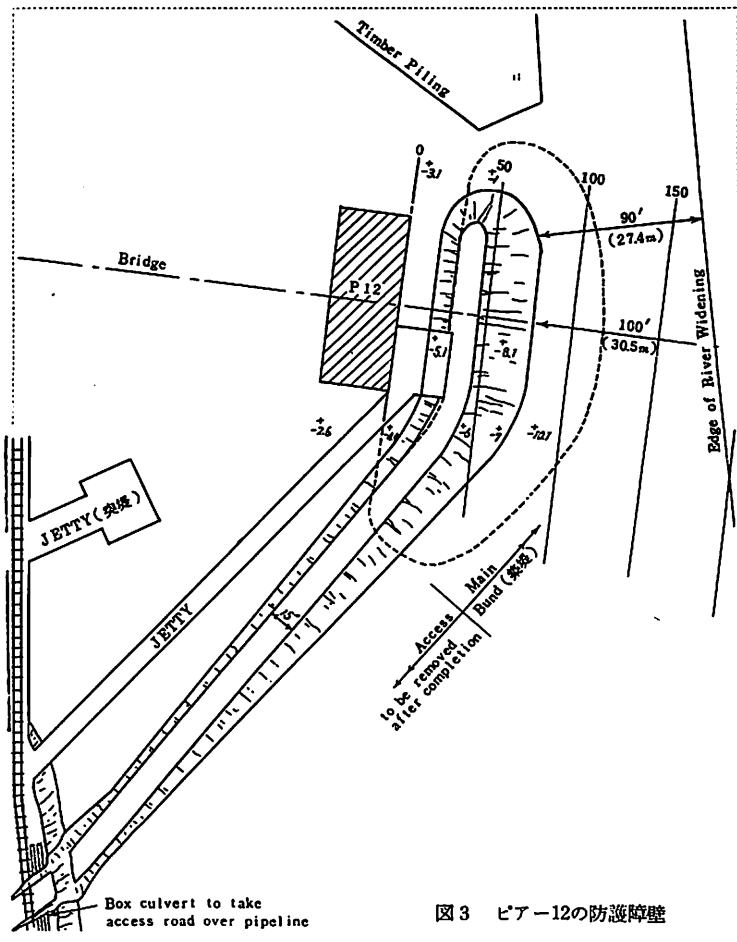 Timber Piling
0
-3.1
-1
50
100
150
90'
(27.4m)
Bridge
P12
100'
(30.5m)
-5.1
-8.1
Edge of River Widening
-2.6
-7
-12.1
JETTY(突堤)
JETTY
15'
Main
Bund(築堤)
Access
to be removed
after completion
Box culvert to take
access road over pipeline
図3 ピアー12の防護障壁